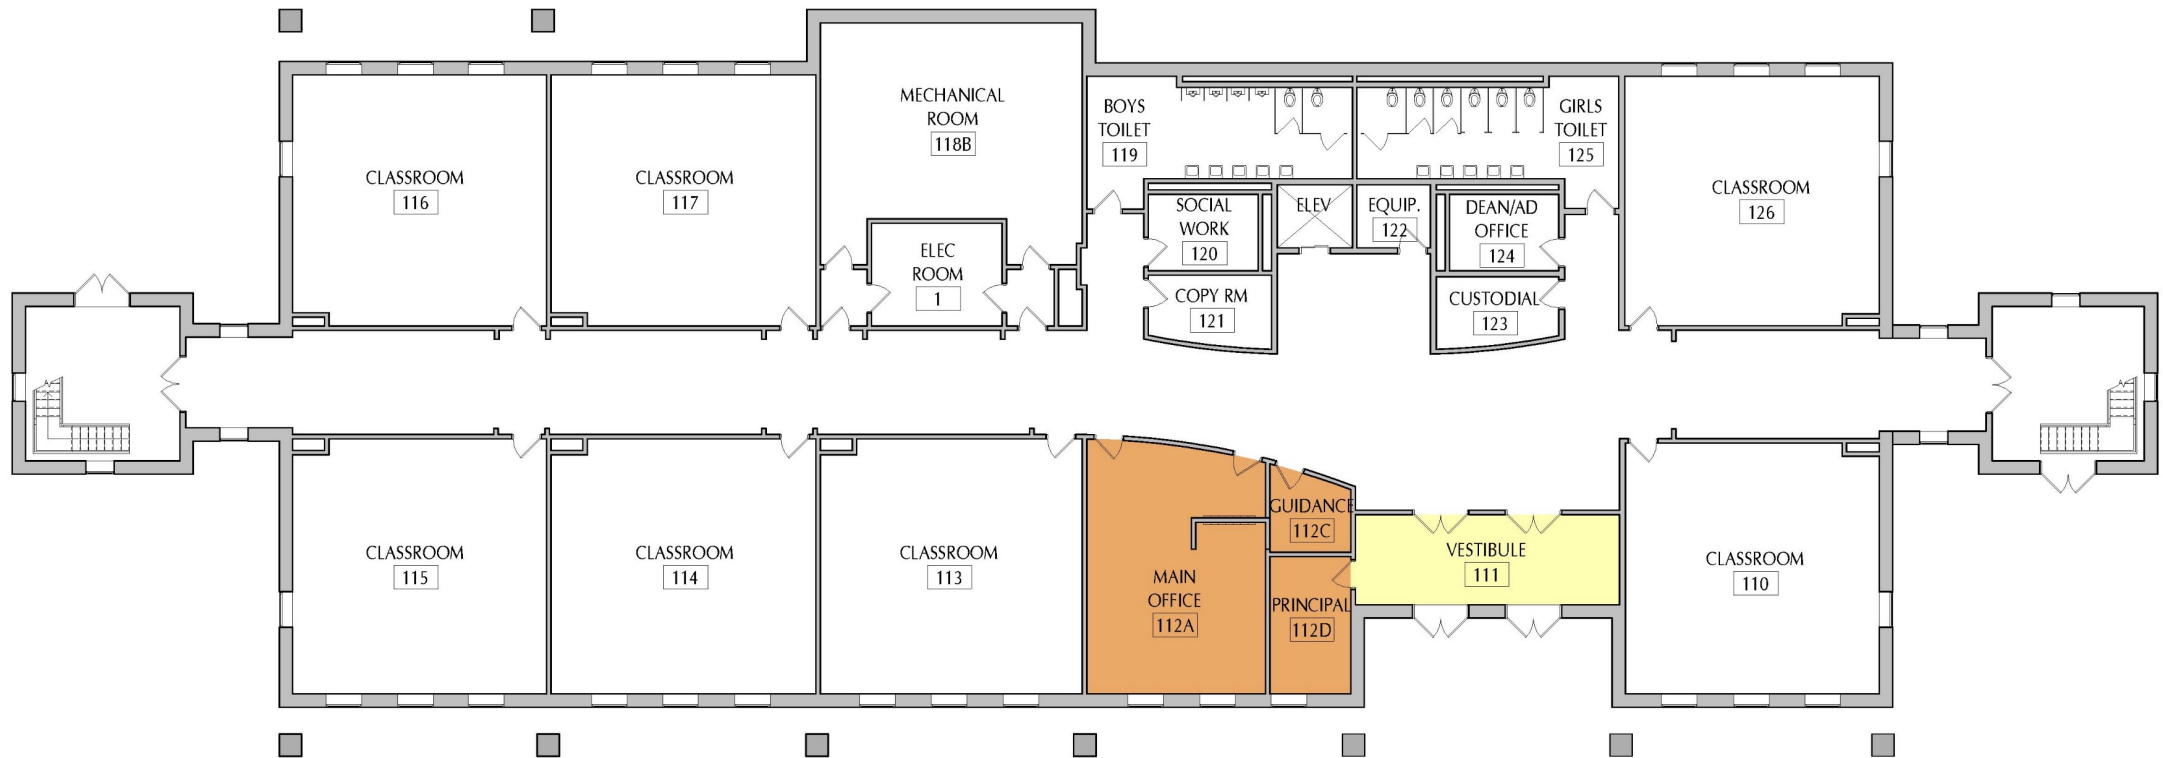 MECHANICAL
ROOM
118B
BOYS
TOILET
119
GIRLS
TOILET
125
CLASSROOM
116
CLASSROOM
117
CLASSROOM
126
SOCIAL
WORK
120
ELEV
EQUIP.
122
DEAN/AD
OFFICE
124
ELEC
ROOM
1
COPY RM
121
CUSTODIAL
123
CLASSROOM
115
CLASSROOM
114
CLASSROOM
113
MAIN
OFFICE
112A
GUIDANCE
112C
PRINCIPAL
112D
VESTIBULE
111
CLASSROOM
110